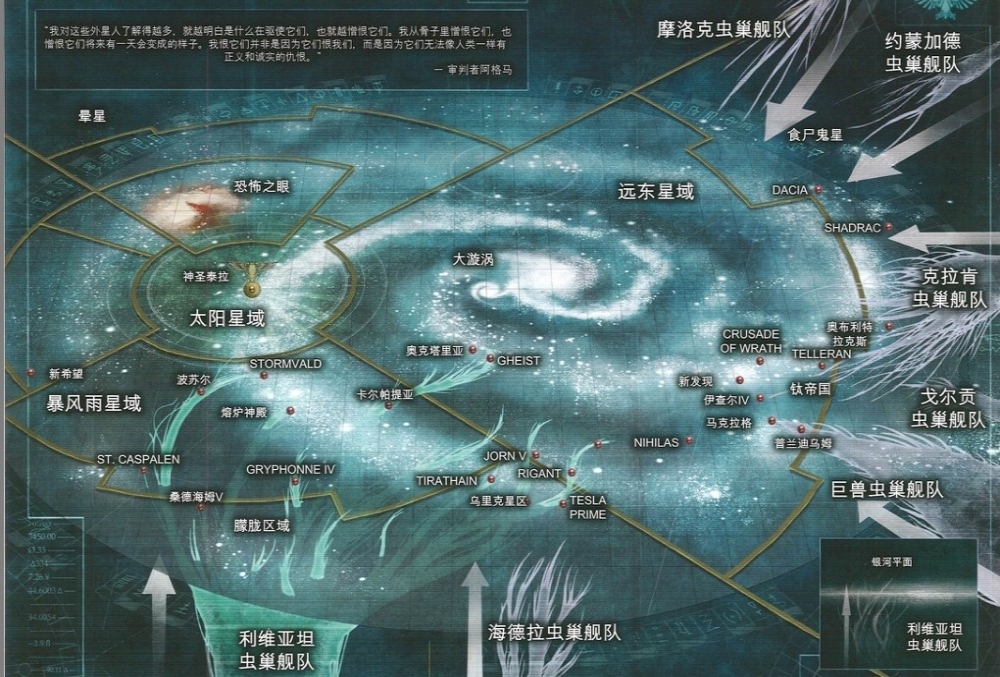 “我对这些外星人了解得越多，就越明白是什么在驱使它们，也就越憎恨它们。我从骨子里憎恨它们，也
憎恨它们将来有一天会变成的样子。我恨它们并非是因为它们恨我们，而是因为它们无法像人类一样有
正义和诚实的仇恨。
— 审判者阿格马
摩洛克虫巢舰队
约蒙加德
虫巢舰队
晕星
食尸鬼星
恐怖之眼
远东星域
DACIA
SHADRAC
神圣泰拉
大漩涡
克拉肯
虫巢舰队
太阳星域
奥布利特
拉克斯
CRUSADE
OF WRATH
TELLERAN
奥克塔里亚
GHEIST
STORMVALD
新希望
波苏尔
新发现
钛帝国
戈尔贡
虫巢舰队
暴风雨星域
卡尔帕提亚
伊查尔IV
熔炉神殿
马克拉格
普兰迪乌姆
NIHILAS
ST. CASPALEN
JORN V
GRYPHONNE IV
RIGANT
TIRATHAIN
巨兽虫巢舰队
桑德海姆V
乌里克星区
TESLA
PRIME
朦胧区域
银河平面
利维亚坦
虫巢舰队
海德拉虫巢舰队
利维亚坦
虫巢舰队